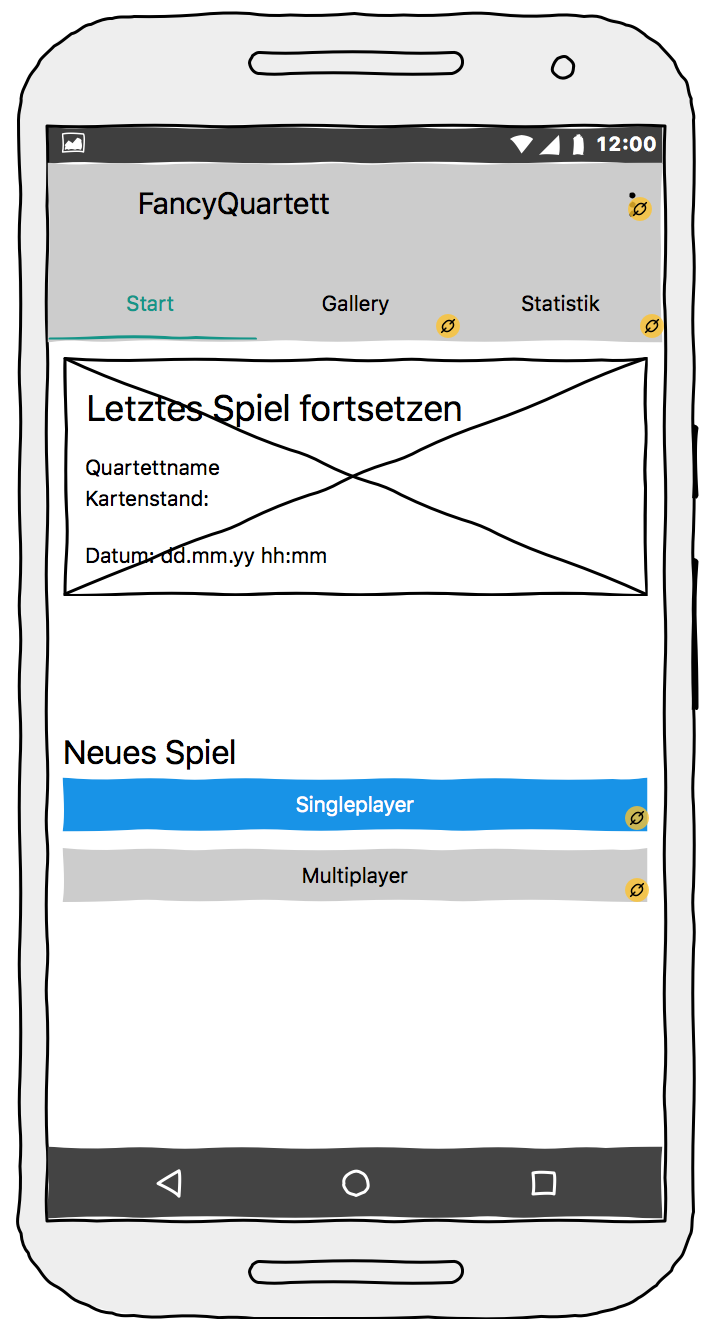 12:00
FancyQuartett
Start Gallery Statistik
Letztes Spiel fortsetzen
Quartettname
Kartenstand:
Datum: dd.mm.yy hh:mm
Neues Spiel
Singleplayer
Multiplayer